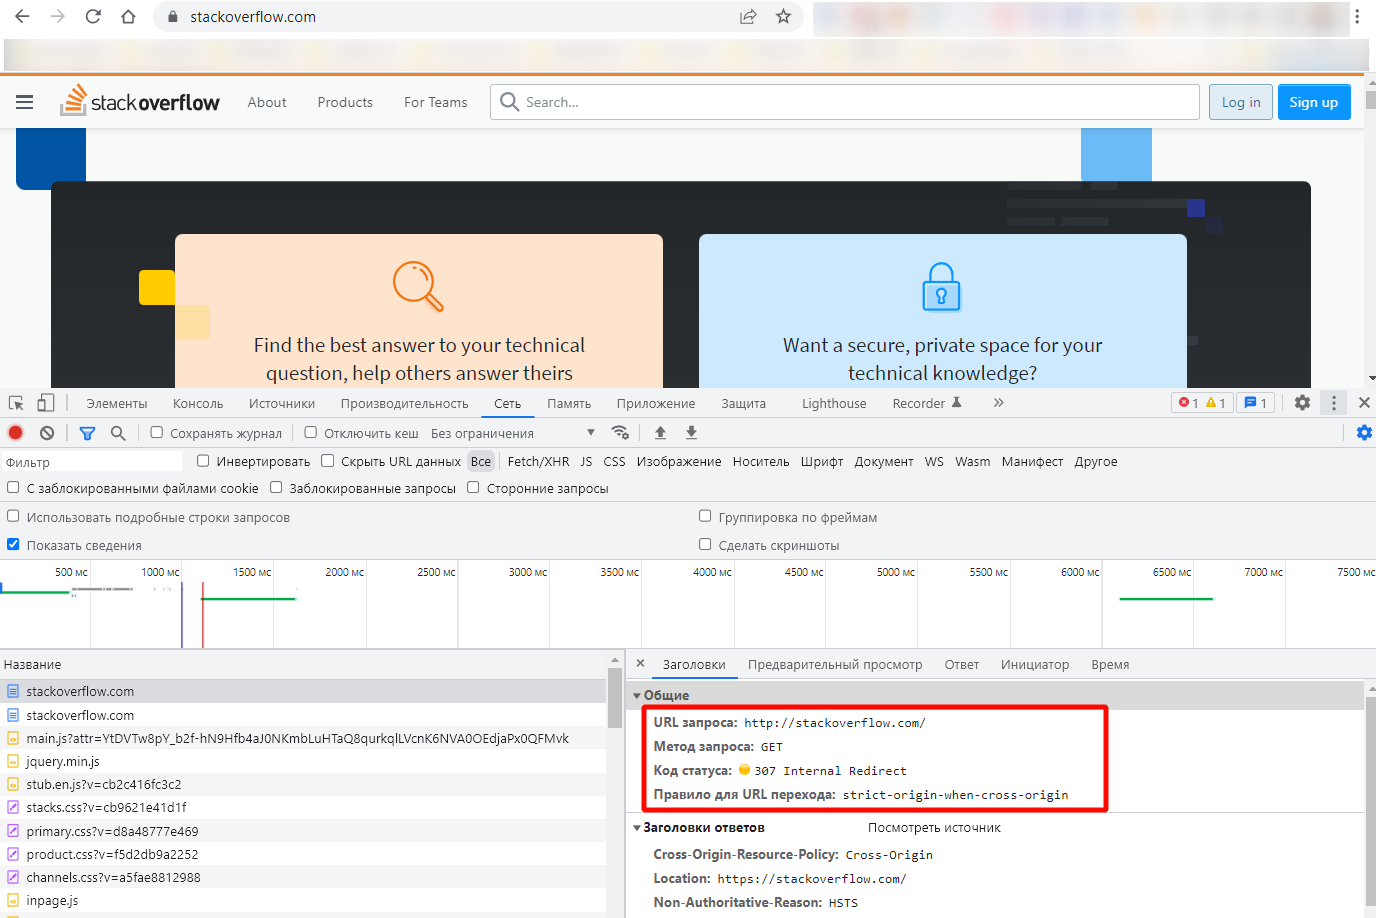 stackoverflow.com
stackoverflow About Products For Teams Search... Log in Sign up
Find the best answer to your technical
question, help others answer theirs
Want a secure, private space for your
technical knowledge?
Элементы Консоль Источники Производительность Сеть Память Приложение Защита Lighthouse Recorder 1 1 1
Сохранять журнал Отключить кеш Без ограничения
Фильтр Инвертировать Скрыть URL данных Все Fetch/XHR JS CSS Изображение Носитель Шрифт Документ WS Wasm Манифест Другое
С заблокированными файлами cookie Заблокированные запросы Сторонние запросы
Использовать подробные строки запросов Группировка по фреймам
Показать сведения Сделать скриншоты
500 мс 1000 мс 1500 мс 2000 мс 2500 мс 3000 мс 3500 мс 4000 мс 4500 мс 5000 мс 5500 мс 6000 мс 6500 мс 7000 мс 7500 мс
Название
stackoverflow.com
stackoverflow.com
main.js?attr=YtDVTw8pY_b2f-hN9Hfb4aJ0NKmbLuHTaQ8qurkqlLVcnK6NVA0OEdjaPx0QFMvk
jquery.min.js
stub.en.js?v=cb2c416fc3c2
stacks.css?v=cb9621e41d1f
primary.css?v=d8a48777e469
product.css?v=f5d2db9a2252
channels.css?v=a5fae8812988
inpage.js
Заголовки Предварительный просмотр Ответ Инициатор Время
Общие
URL запроса: http://stackoverflow.com/
Метод запроса: GET
Код статуса: 307 Internal Redirect
Правило для URL перехода: strict-origin-when-cross-origin
Заголовки ответов Посмотреть источник
Cross-Origin-Resource-Policy: Cross-Origin
Location: https://stackoverflow.com/
Non-Authoritative-Reason: HSTS